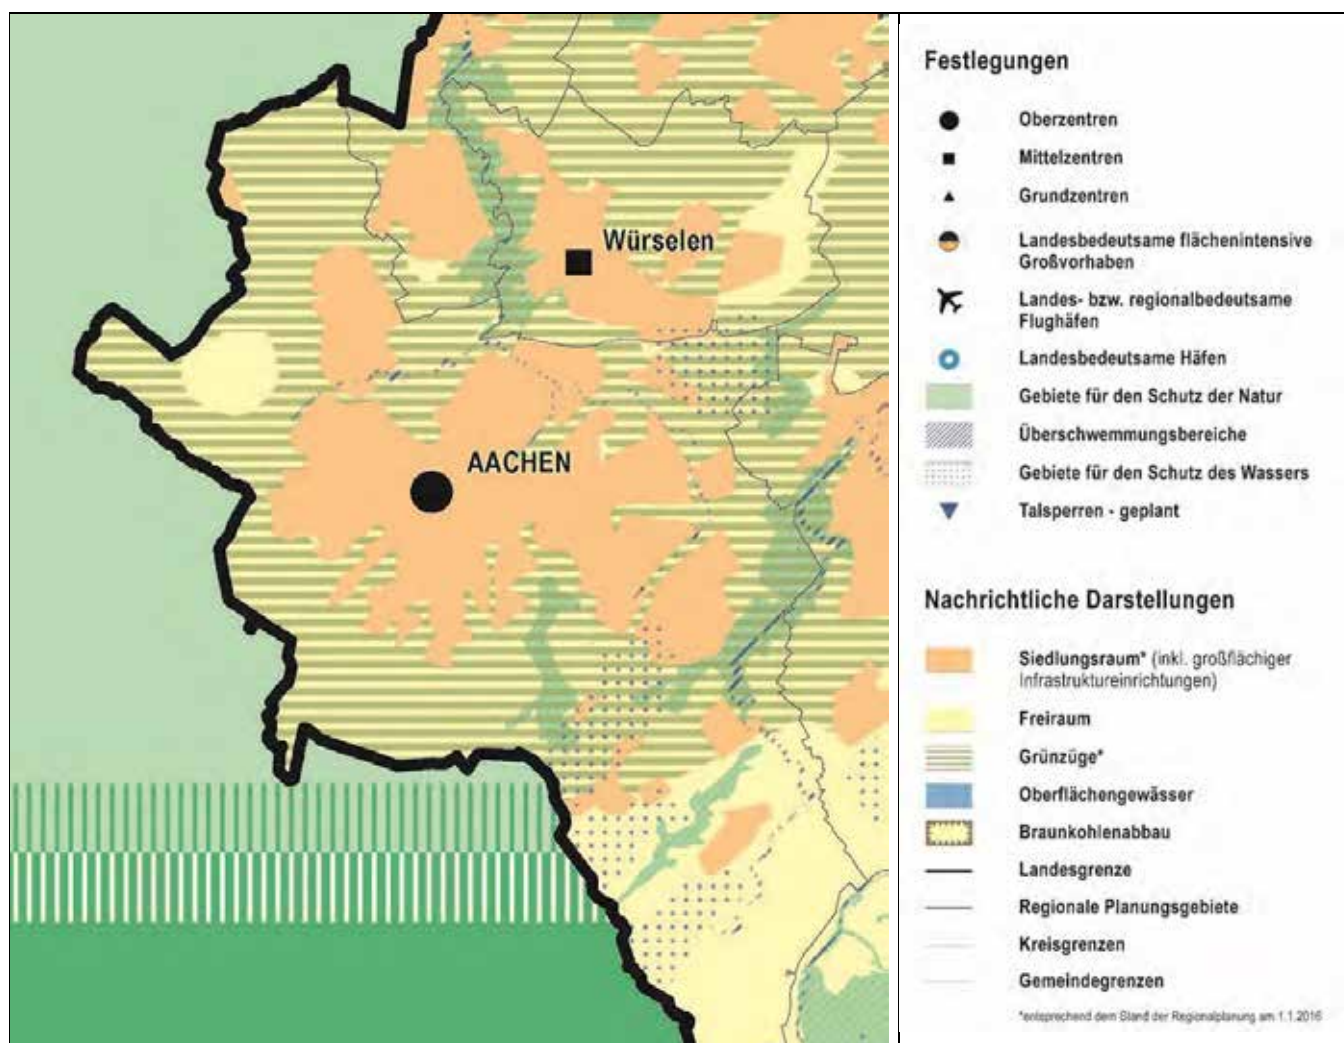 Würselen
AACHEN
Festlegungen
Oberzentren
Mittelzentren
Grundzentren
Landesbedeutsame flächenintensive
Großvorhaben
Landes- bzw. regionalbedeutsame
Flughäfen
Landesbedeutsame Häfen
Gebiete für den Schutz der Natur
Überschwemmungsbereiche
Gebiete für den Schutz des Wassers
Talsperren - geplant
Nachrichtliche Darstellungen
Siedlungsraum* (inkl. großflächiger
Infrastruktureinrichtungen)
Freiraum
Grünzüge*
Oberflächengewässer
Braunkohlenabbau
Landesgrenze
Regionale Planungsgebiete
Kreisgrenzen
Gemeindegrenzen
*entsprechend dem Stand der Regionalplanung am 1.1.2016